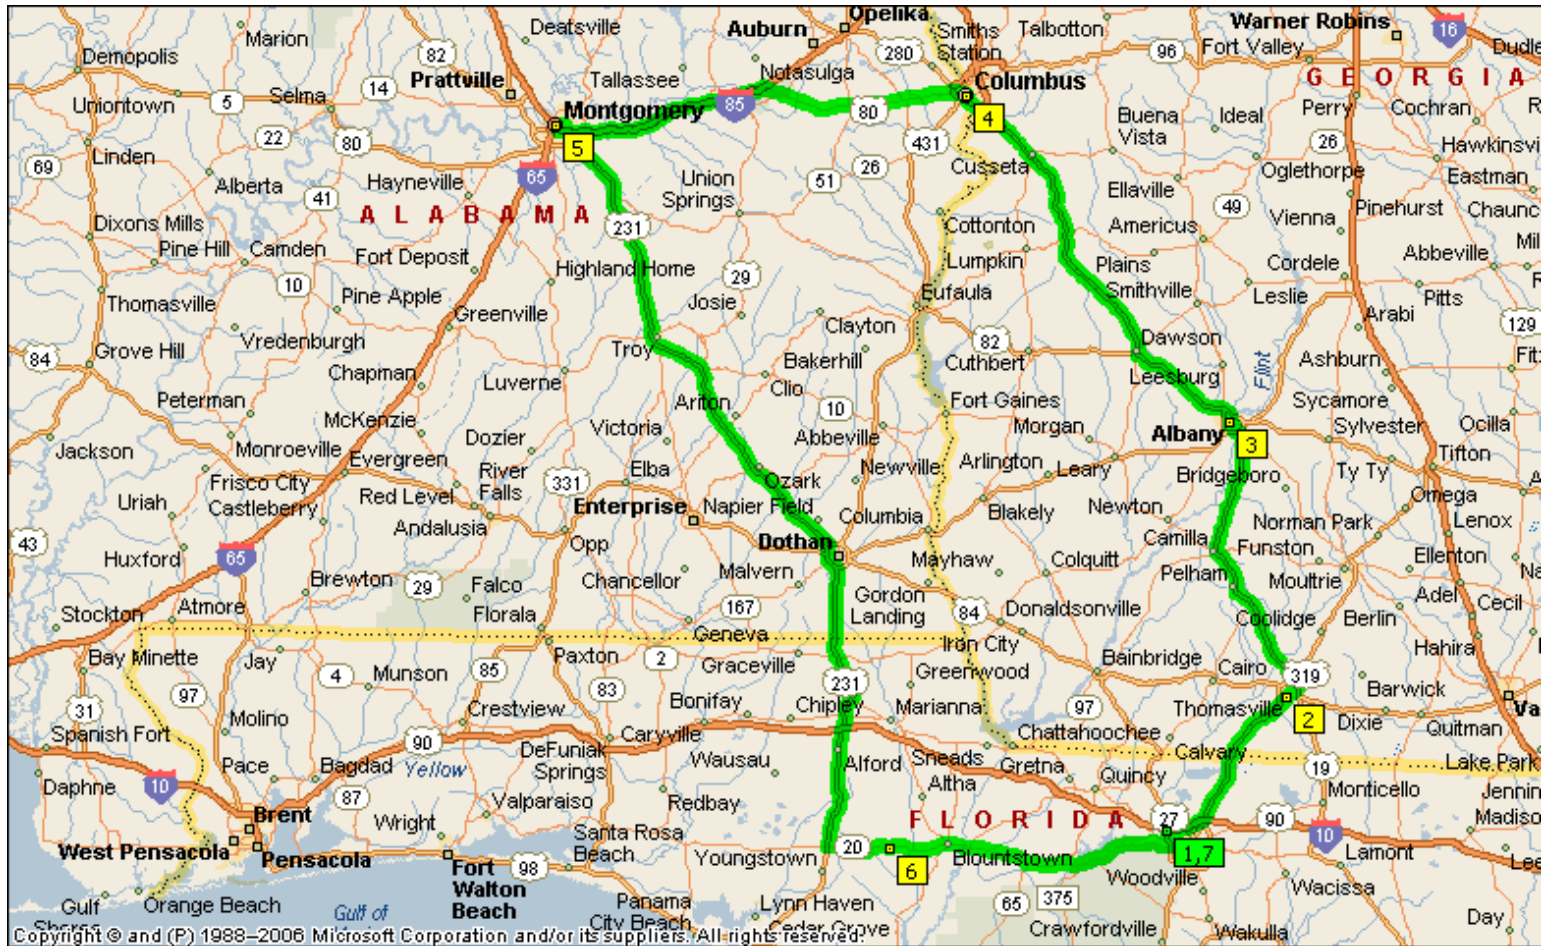 Marion
Deatsville
Auburn
Opelika
Smiths
Station
Talbotton
Warner Robins
16
Demopolis
82
Prattville
Tallassee
Notasulga
280
96
Fort Valley
GEORGIA
Uniontown
5
Selma
14
Montgomery
85
80
Columbus
4
Perry
Cochran
Buena
Vista
Ideal
22
80
5
431
26
69
Linden
Alberta
Hayneville
65
Union
Springs
51
26
Cusseta
Oglethorpe
Hawkinsvi
Eastman
41
ALABAMA
Ellaville
49
Vienna
Pinehurst
Chaunc
Dixons Mills
231
Cottonton
Americus
Pine Hill
Camden
Fort Deposit
Highland Home
29
Lumpkin
Plains
Cordele
Abbeville
Mil
10
Pine Apple
Josie
Eufaula
Smithville
Leslie
Pitts
Thomasville
Greenville
Clayton
Arabi
129
Vredenburgh
Troy
Bakerhill
82
Dawson
84
Grove Hill
Chapman
Luverne
Clio
Cuthbert
Leesburg
Flint
Ashburn
Peterman
McKenzie
Ariton
10
Fort Gaines
Sycamore
Ocilla
Jackson
Monroeville
Dozier
Victoria
Abbeville
Morgan
Albany
3
Sylvester
Evergreen
River
Falls
Elba
Ozark
Newville
Arlington
Leary
Bridgeboro
Ty Ty
Tifton
Frisco City
Castleberry
Red Level
331
Uriah
Andalusia
Enterprise
Napier Field
Columbia
Blakely
Newton
Omega
Norman Park
Lenox
43
Huxford
65
Opp
Dothan
Mayhaw
Colquitt
Camilla
Funston
Ellenton
Brewton
29
Falco
Chancellor
Malvern
Gordon
Landing
Pelham
Moultrie
Adel
Cecil
Stockton
Atmore
Florala
167
84
Donaldsonville
Coolidge
Berlin
Geneva
Iron City
Hahira
Bay Minette
Jay
4
Munson
Paxton
2
Graceville
Greenwood
Bainbridge
Cairo
319
Barwick
97
85
83
231
31
Molino
Crestview
Bonifay
Chipley
Marianna
97
Thomasville
2
Dixie
Quitman
Va
Spanish Fort
90
DeFuniak
Springs
Caryville
Chattahoochee
Calvary
Pace
Bagdad
Yellow
Wausau
Alford
Sneads
Gretna
19
Lake Park
Daphne
10
87
Valparaiso
Redbay
Altha
Quincy
Monticello
Jennin
Brent
Wright
Santa Rosa
Beach
FLORIDA
27
90
10
Madiso
West Pensacola
Pensacola
Fort
Walton
Beach
98
Youngstown
20
6
Blountstown
1,7
Lamont
Lee
Woodville
Wacissa
Gulf
Orange Beach
Gulf of
Panama
City Beach
Lynn Haven
65
375
Crawfordville
Wakulla
Day
Copyright © and (P) 1988–2006 Microsoft Corporation and/or its suppliers. All rights reserved.